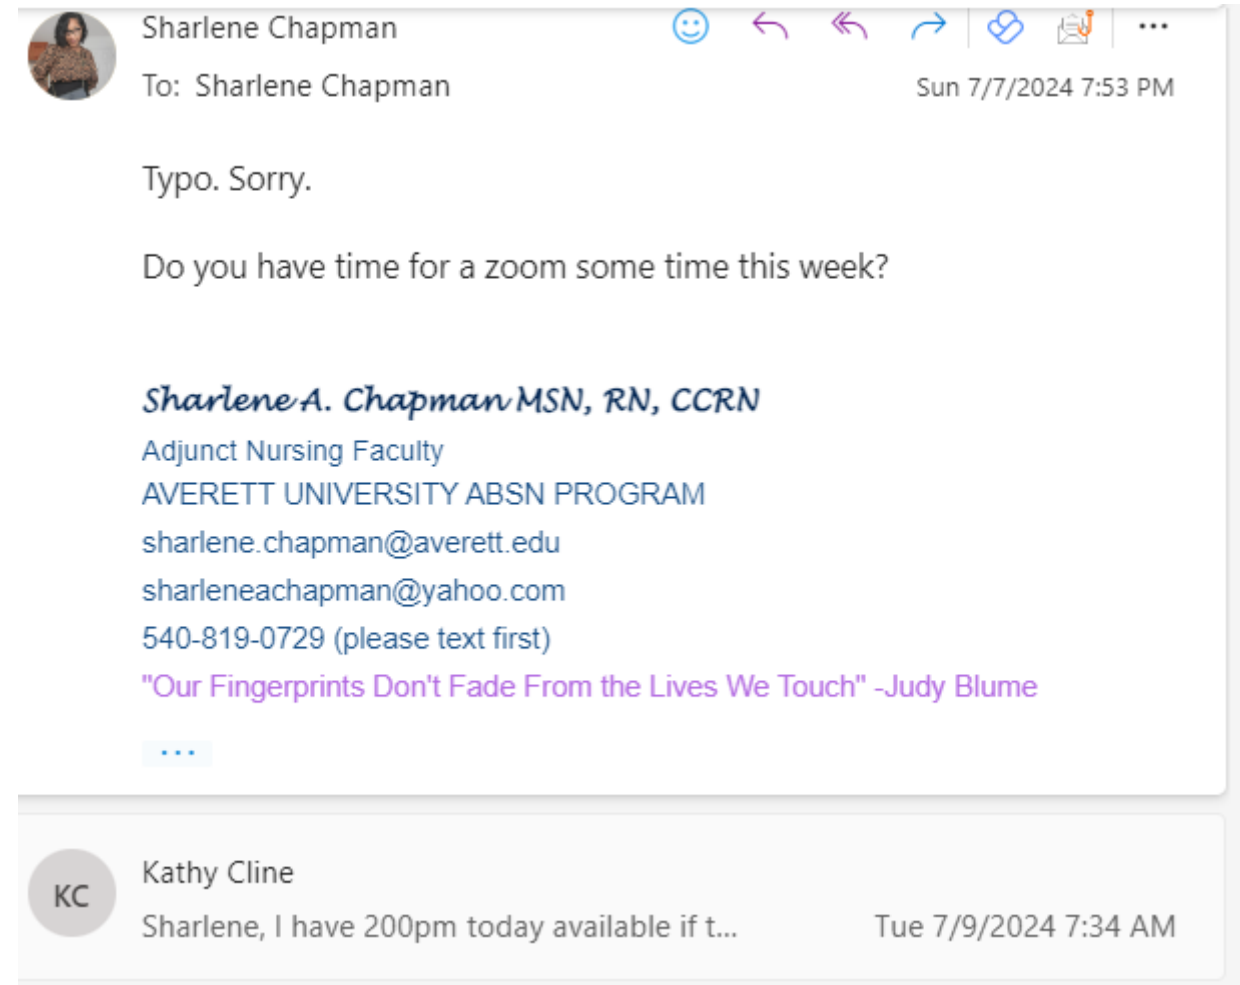 Sharlene Chapman
To: Sharlene Chapman
Sun 7/7/2024 7:53 PM
Typo. Sorry.
Do you have time for a zoom some time this week?
Sharlene A. Chapman MSN, RN, CCRN
Adjunct Nursing Faculty
AVERETT UNIVERSITY ABSN PROGRAM
sharlene.chapman@averett.edu
sharleneachapman@yahoo.com
540-819-0729 (please text first)
"Our Fingerprints Don't Fade From the Lives We Touch" -Judy Blume
...
KC
Kathy Cline
Sharlene, I have 200pm today available if t...
Tue 7/9/2024 7:34 AM